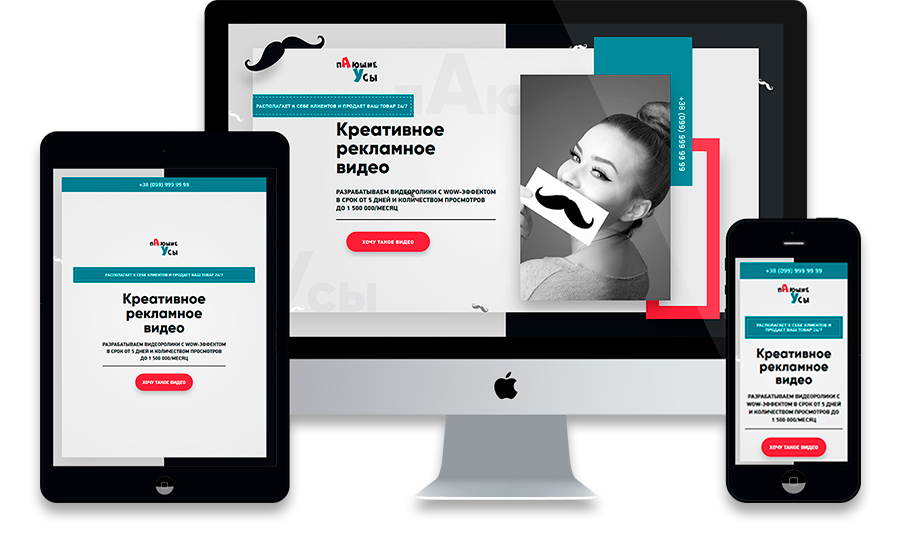 пАющие
Усы
РАСПОЛАГАЕТ К СЕБЕ КЛИЕНТОВ И ПРОДАЕТ ВАШ ТОВАР 24/7
Креативное
рекламное
видео
РАЗРАБАТЫВАЕМ ВИДЕОРОЛИКИ С WOW-ЭФФЕКТОМ
В СРОК ОТ 5 ДНЕЙ И КОЛИЧЕСТВОМ ПРОСМОТРОВ
ДО 1 500 000/МЕСЯЦ
ХОЧУ ТАКОЕ ВИДЕО
+38 (099) 999 99 99
пАю
Усы
+38 (099) 999 99 99
пАющие
Усы
РАСПОЛАГАЕТ К СЕБЕ КЛИЕНТОВ И ПРОДАЕТ ВАШ ТОВАР 24/7
Креативное
рекламное
видео
РАЗРАБАТЫВАЕМ ВИДЕОРОЛИКИ С WOW-ЭФФЕКТОМ
В СРОК ОТ 5 ДНЕЙ И КОЛИЧЕСТВОМ ПРОСМОТРОВ
ДО 1 500 000/МЕСЯЦ
ХОЧУ ТАКОЕ ВИДЕО
+38 (099) 999 99 99
пАющие
Усы
РАСПОЛАГАЕТ К СЕБЕ КЛИЕНТОВ И
ПРОДАЕТ ВАШ ТОВАР 24/7
Креативное
рекламное
видео
РАЗРАБАТЫВАЕМ ВИДЕОРОЛИКИ С
WOW-ЭФФЕКТОМ В СРОК ОТ 5 ДНЕЙ
И КОЛИЧЕСТВОМ ПРОСМОТРОВ ДО
1 500 000/МЕСЯЦ
ХОЧУ ТАКОЕ ВИДЕО